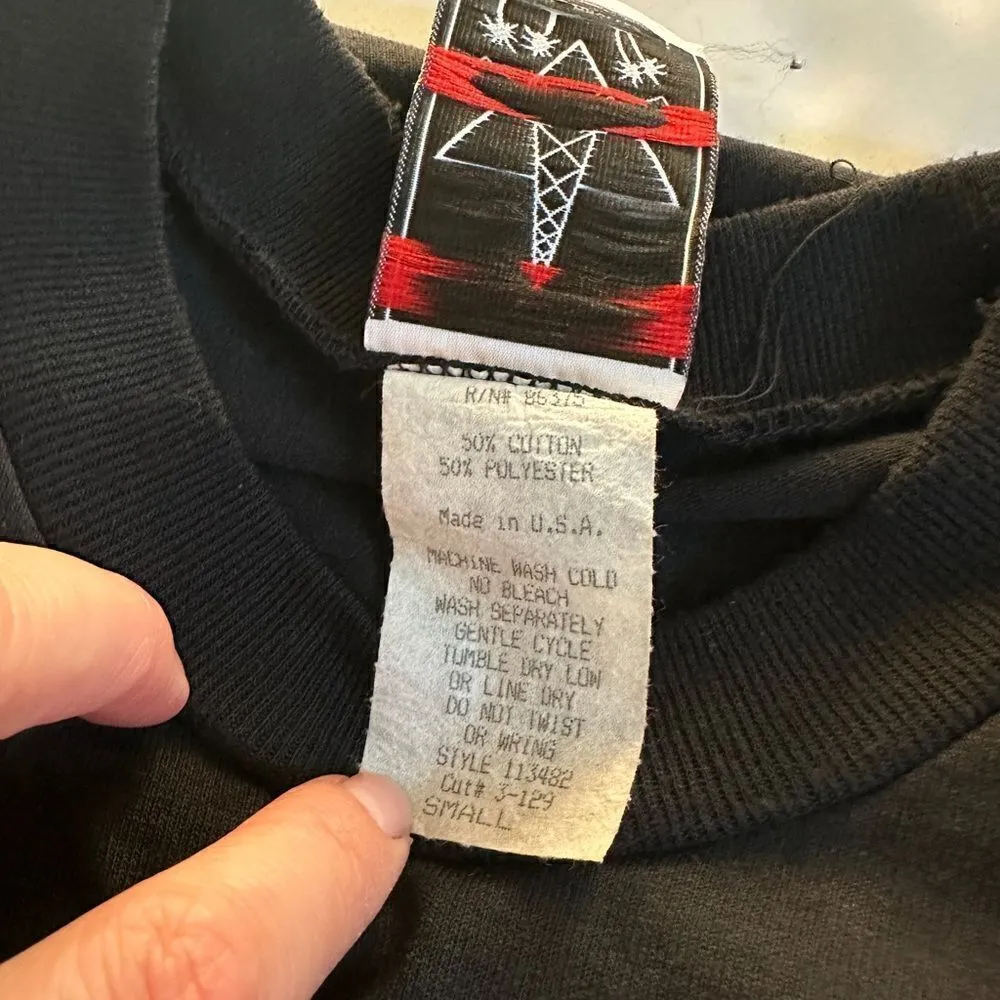 R/N# 86375
50% COTTON
50% POLYESTER
Made in U.S.A.
MACHINE WASH COLD
NO BLEACH
WASH SEPARATELY
GENTLE CYCLE
TUMBLE DRY LOW
OR LINE DRY
DO NOT TWIST
OR WRING
STYLE 113482
Cut# 3-129
SMALL